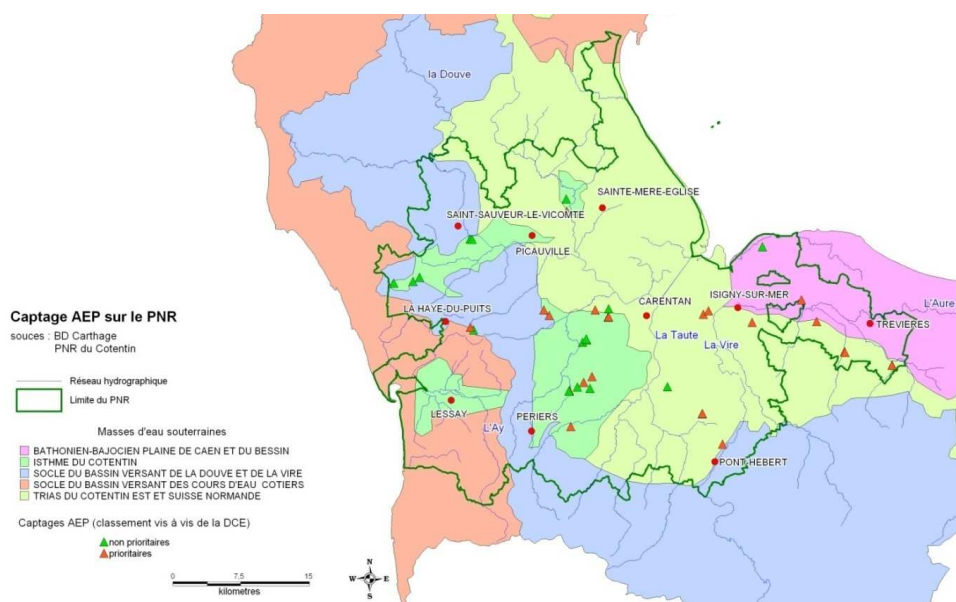 la Douve
SAINTE-MERE-EGLISE
SAINT-SAUVEUR-LE-VICOMTE
PICAUVILLE
LA HAYE-DU-PUITS
CARENTAN
ISIGNY-SUR-MER
L'Aure
TREVIERES
La Taute
La Vire
LESSAY
L'Ay
PERIERS
PONT-HEBERT
Captage AEP sur le PNR
souces : BD Carthage
PNR du Cotentin
Réseau hydrographique
Limite du PNR
Masses d'eau souterraines
BATHONIEN-BAJOCIEN PLAINE DE CAEN ET DU BESSIN
ISTHME DU COTENTIN
SOCLE DU BASSIN VERSANT DE LA DOUVE ET DE LA VIRE
SOCLE DU BASSIN VERSANT DES COURS D'EAU COTIERS
TRIAS DU COTENTIN EST ET SUISSE NORMANDE
Captages AEP (classement vis à vis de la DCE)
non prioritaires
prioritaires
0 7,5 15
kilometres
N
W E
S